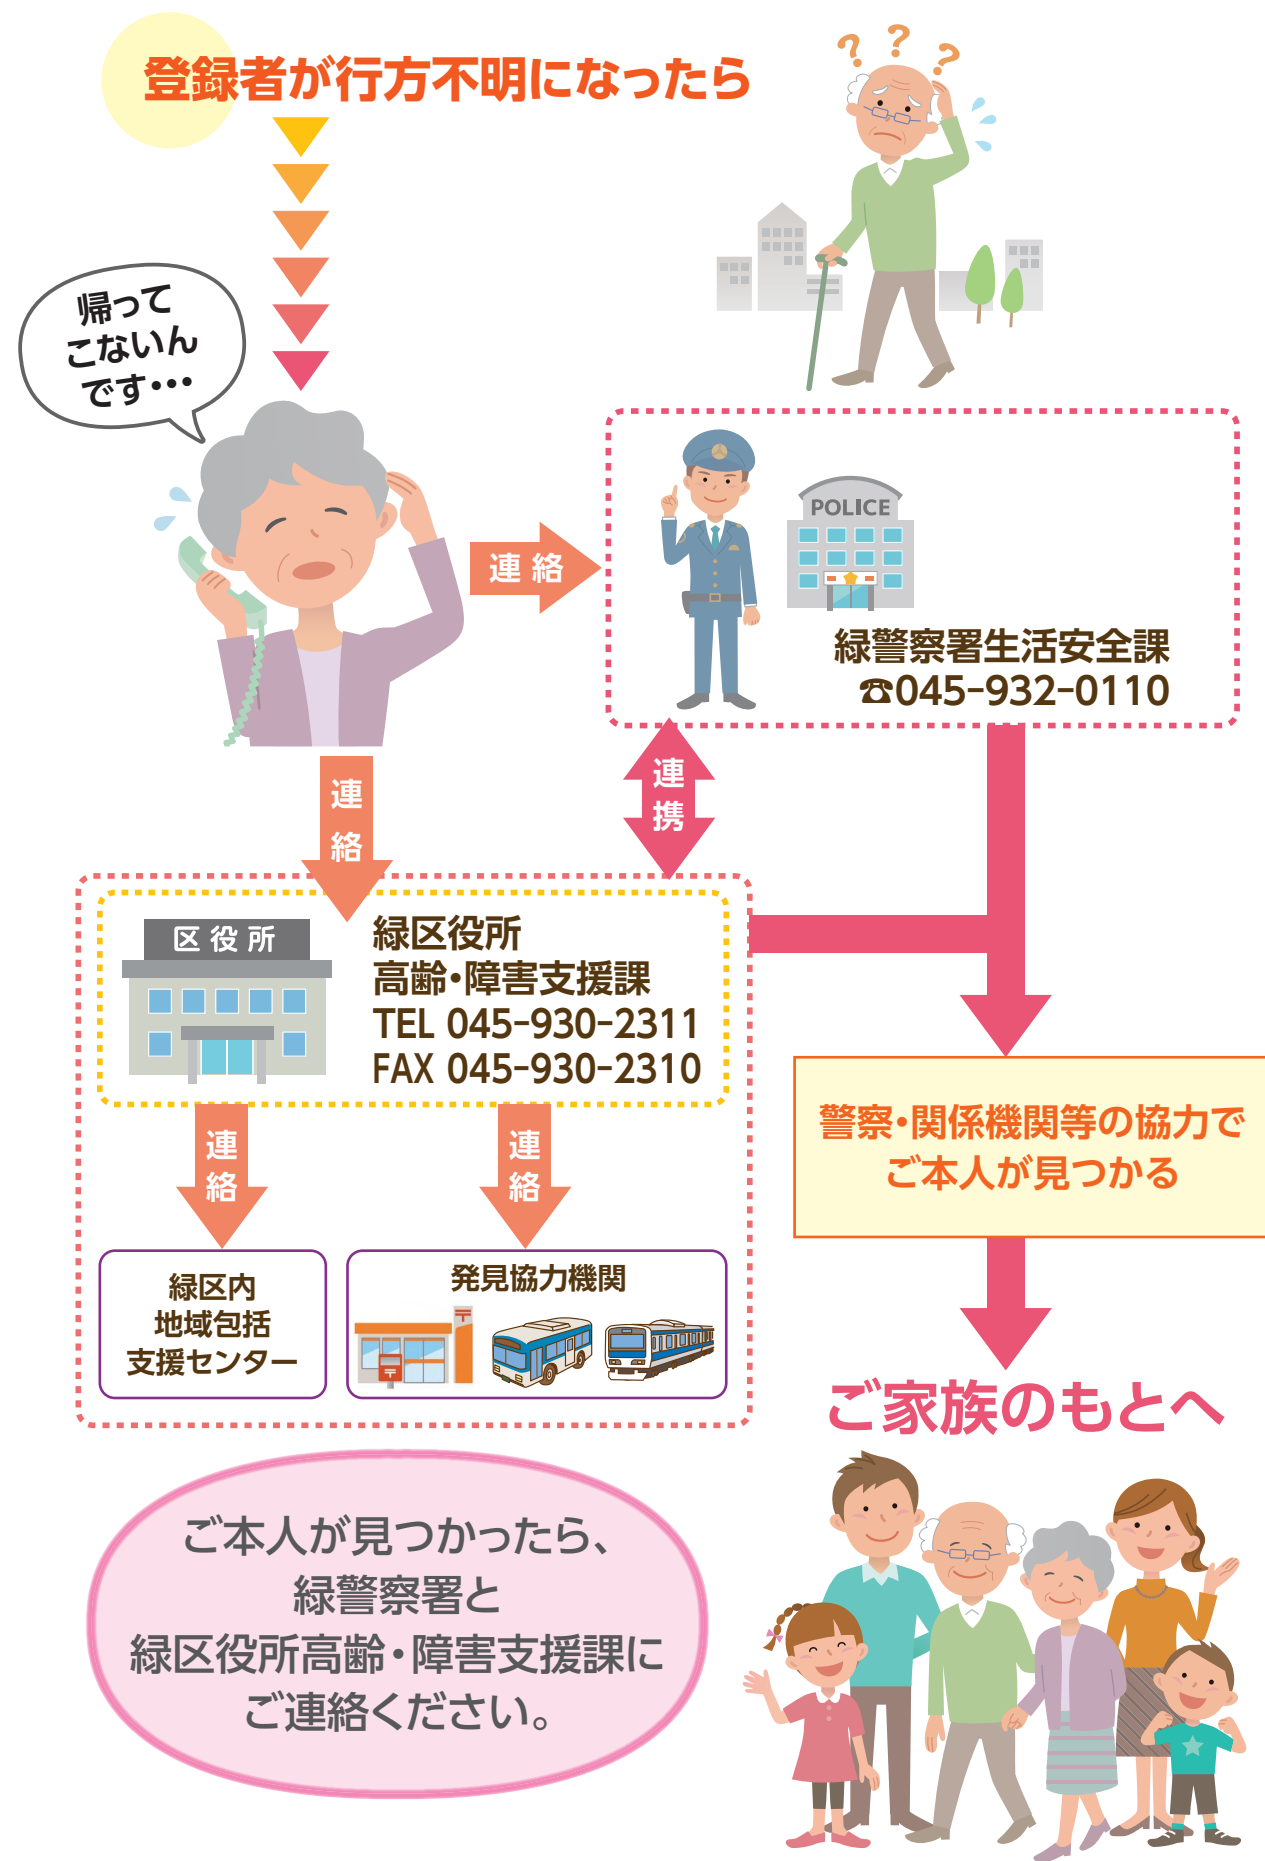 登録者が行方不明になったら
帰って
こないん
です・・・
連絡
POLICE
緑警察署生活安全課
☎045-932-0110
連絡
連携
区役所
緑区役所
高齢・障害支援課
TEL 045-930-2311
FAX 045-930-2310
連絡
連絡
緑区内
地域包括
支援センター
発見協力機関
〒
〒
警察・関係機関等の協力で
ご本人が見つかる
ご家族のもとへ
ご本人が見つかったら、
緑警察署と
緑区役所高齢・障害支援課に
ご連絡ください。